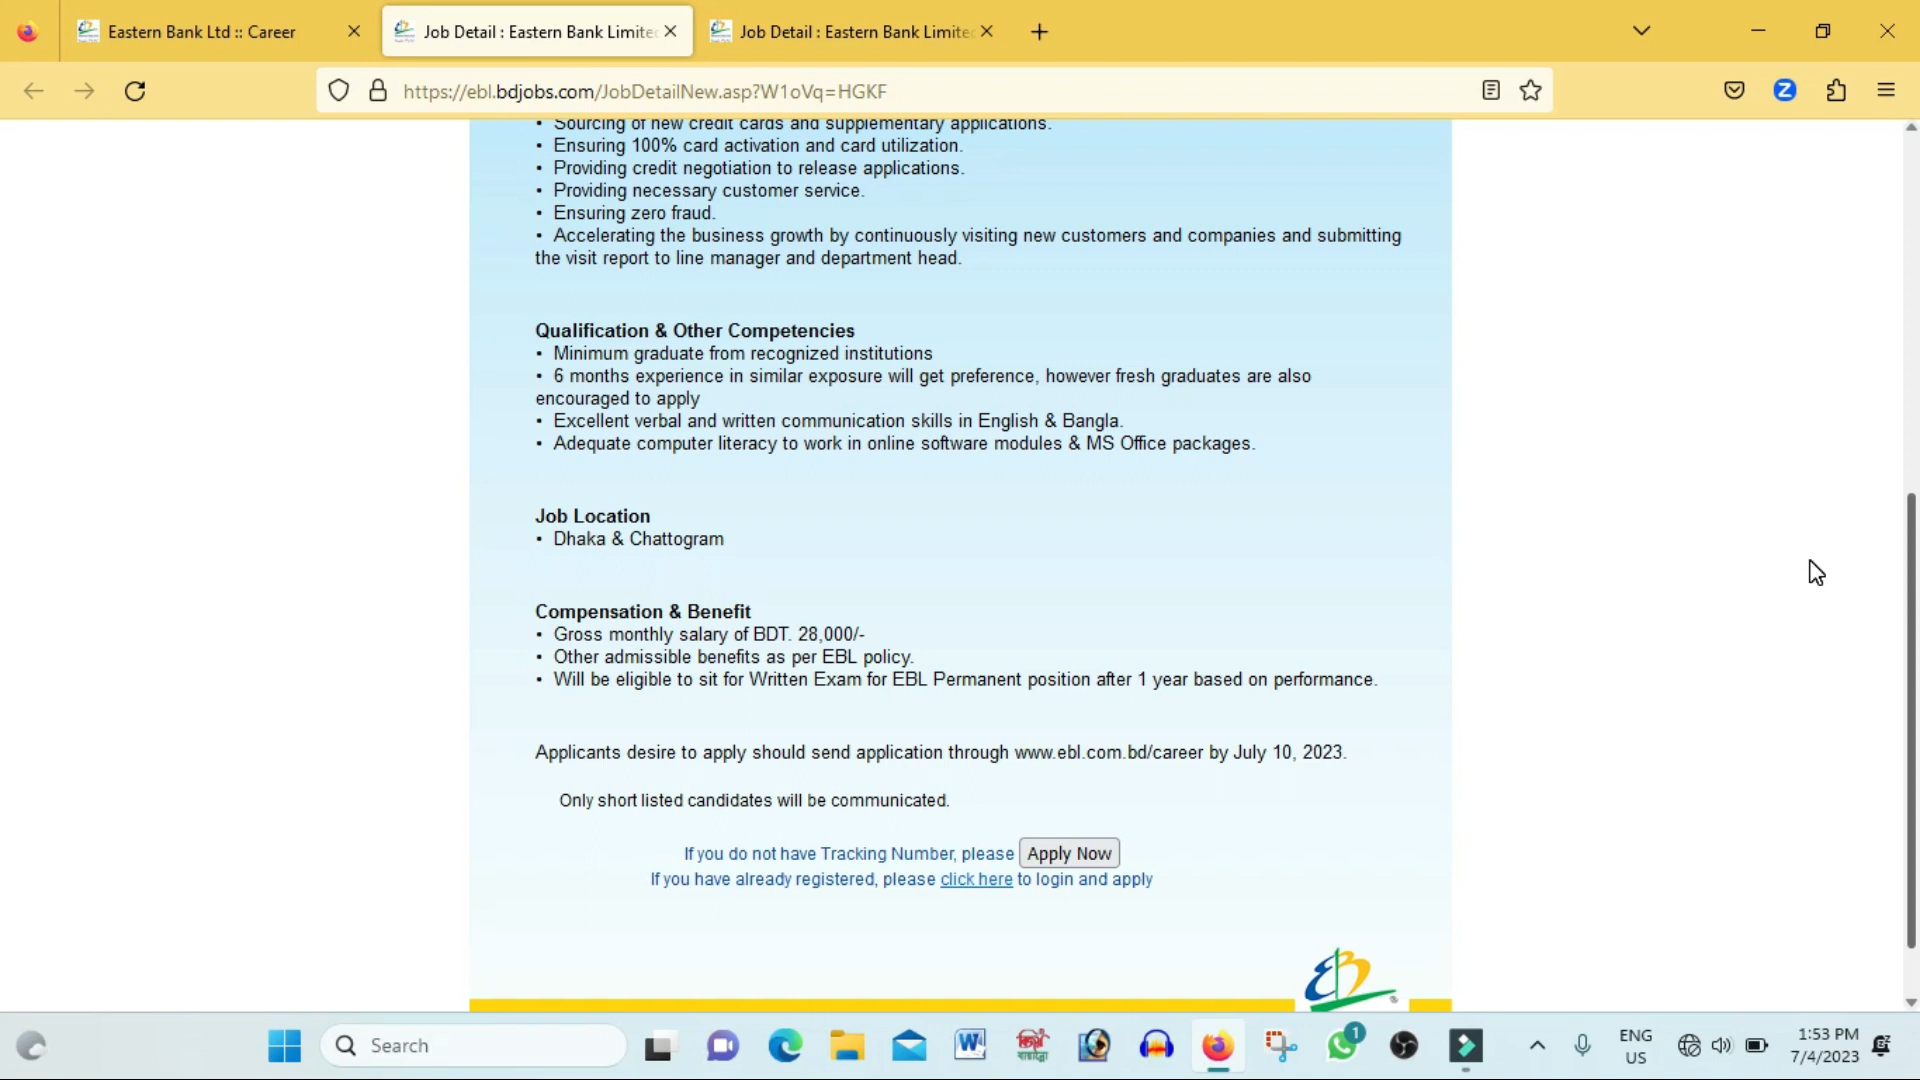 Eastern Bank Ltd :: Career
Job Detail : Eastern Bank Limite
Job Detail : Eastern Bank Limite
https://ebl.bdjobs.com/JobDetailNew.asp?W1oVq=HGKF
• Sourcing of new credit cards and supplementary applications.
• Ensuring 100% card activation and card utilization.
• Providing credit negotiation to release applications.
• Providing necessary customer service.
• Ensuring zero fraud.
• Accelerating the business growth by continuously visiting new customers and companies and submitting
the visit report to line manager and department head.
Qualification & Other Competencies
• Minimum graduate from recognized institutions
• 6 months experience in similar exposure will get preference, however fresh graduates are also
encouraged to apply
• Excellent verbal and written communication skills in English & Bangla.
• Adequate computer literacy to work in online software modules & MS Office packages.
Job Location
• Dhaka & Chattogram
Compensation & Benefit
• Gross monthly salary of BDT. 28,000/-
• Other admissible benefits as per EBL policy.
• Will be eligible to sit for Written Exam for EBL Permanent position after 1 year based on performance.
Applicants desire to apply should send application through www.ebl.com.bd/career by July 10, 2023.
Only short listed candidates will be communicated.
If you do not have Tracking Number, please Apply Now
If you have already registered, please click here to login and apply
Search
1
ENG
US
1:53 PM
7/4/2023